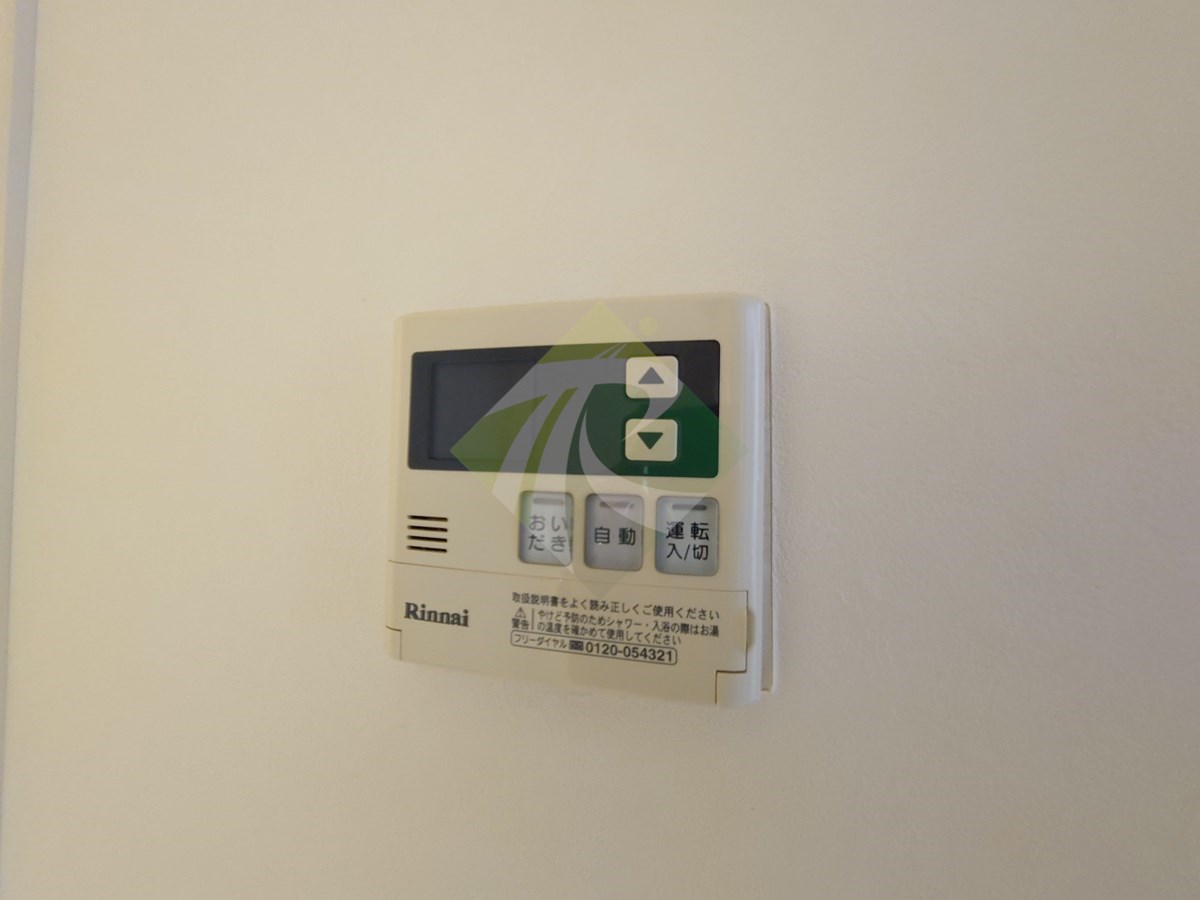 おい
だき
自動
運転
入/切
Rinnai
取扱説明書をよく読み正しくご使用ください
警告
やけど予防のためシャワー・入浴の際はお湯
の温度を確かめて使用してください
フリーダイヤル 0120-054321